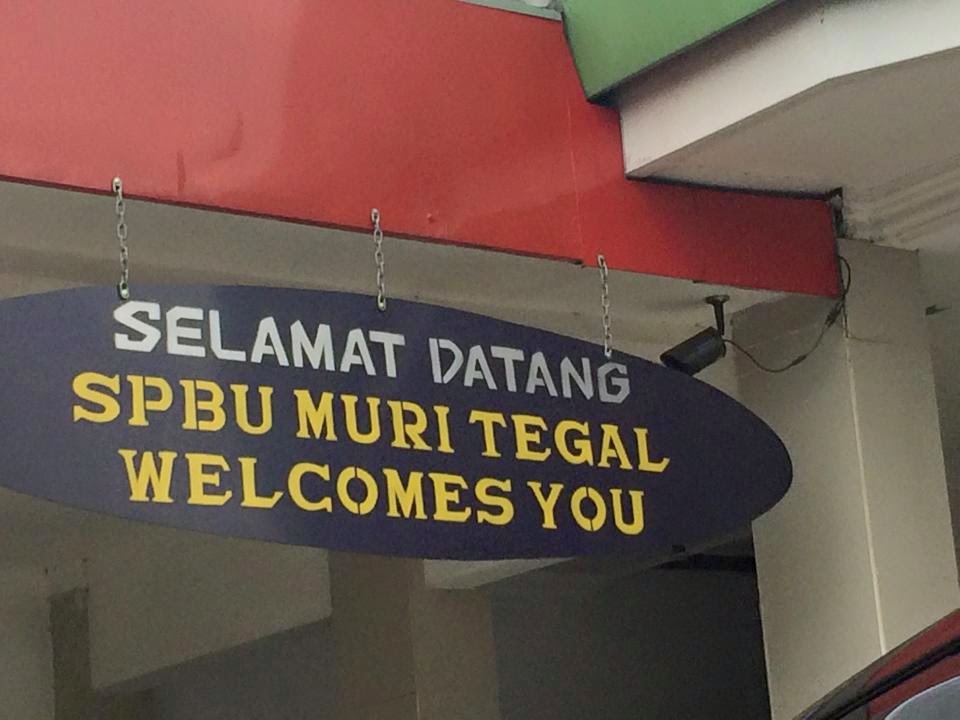 SELAMAT DATANG
SPBU MURI TEGAL
WELCOMES YOU